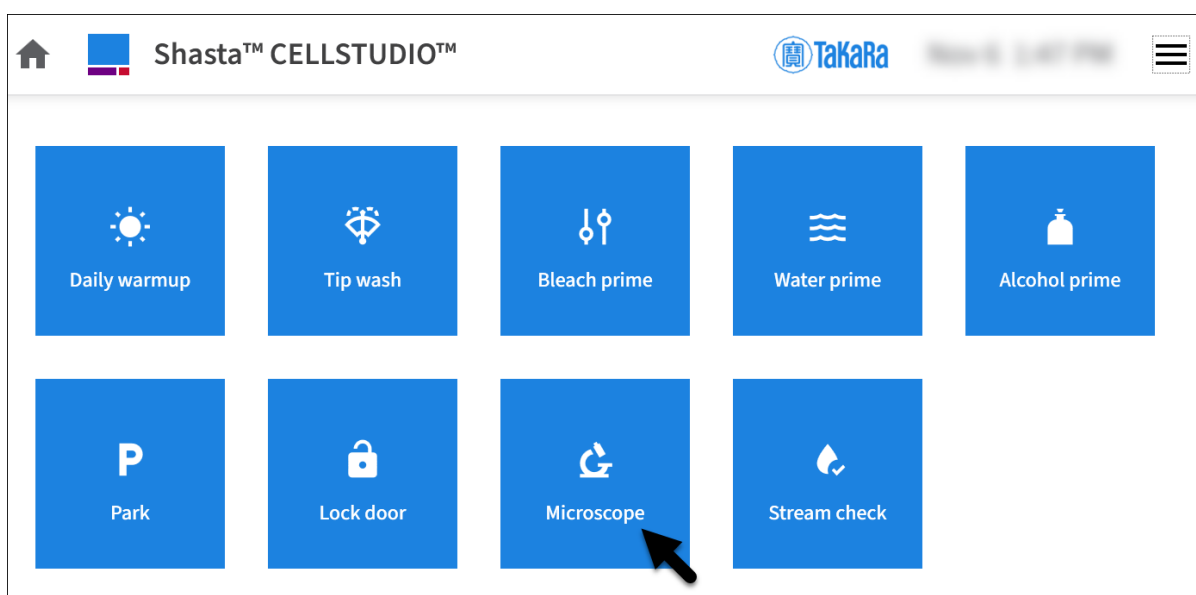 Shasta™ CELLSTUDIO™
寶 TaKaRa
Daily warmup
Tip wash
Bleach prime
Water prime
Alcohol prime
P
Park
Lock door
Microscope
Stream check